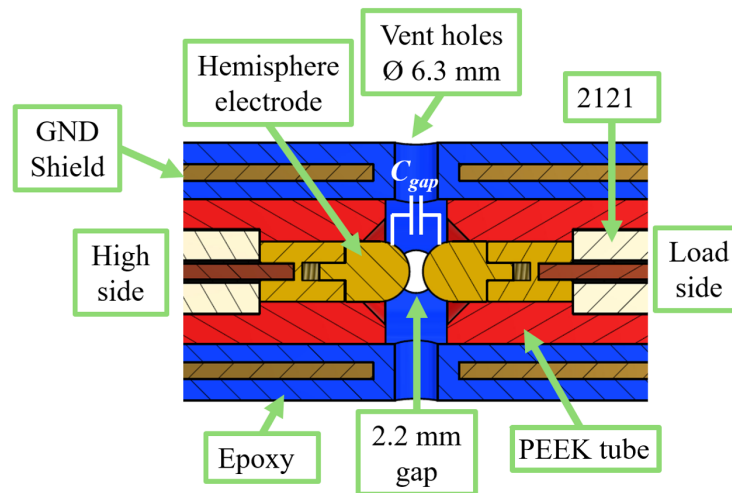 Vent holes
Ø 6.3 mm
Hemisphere
electrode
2121
GND
Shield
C_gap
High
side
Load
side
Epoxy
2.2 mm
gap
PEEK tube